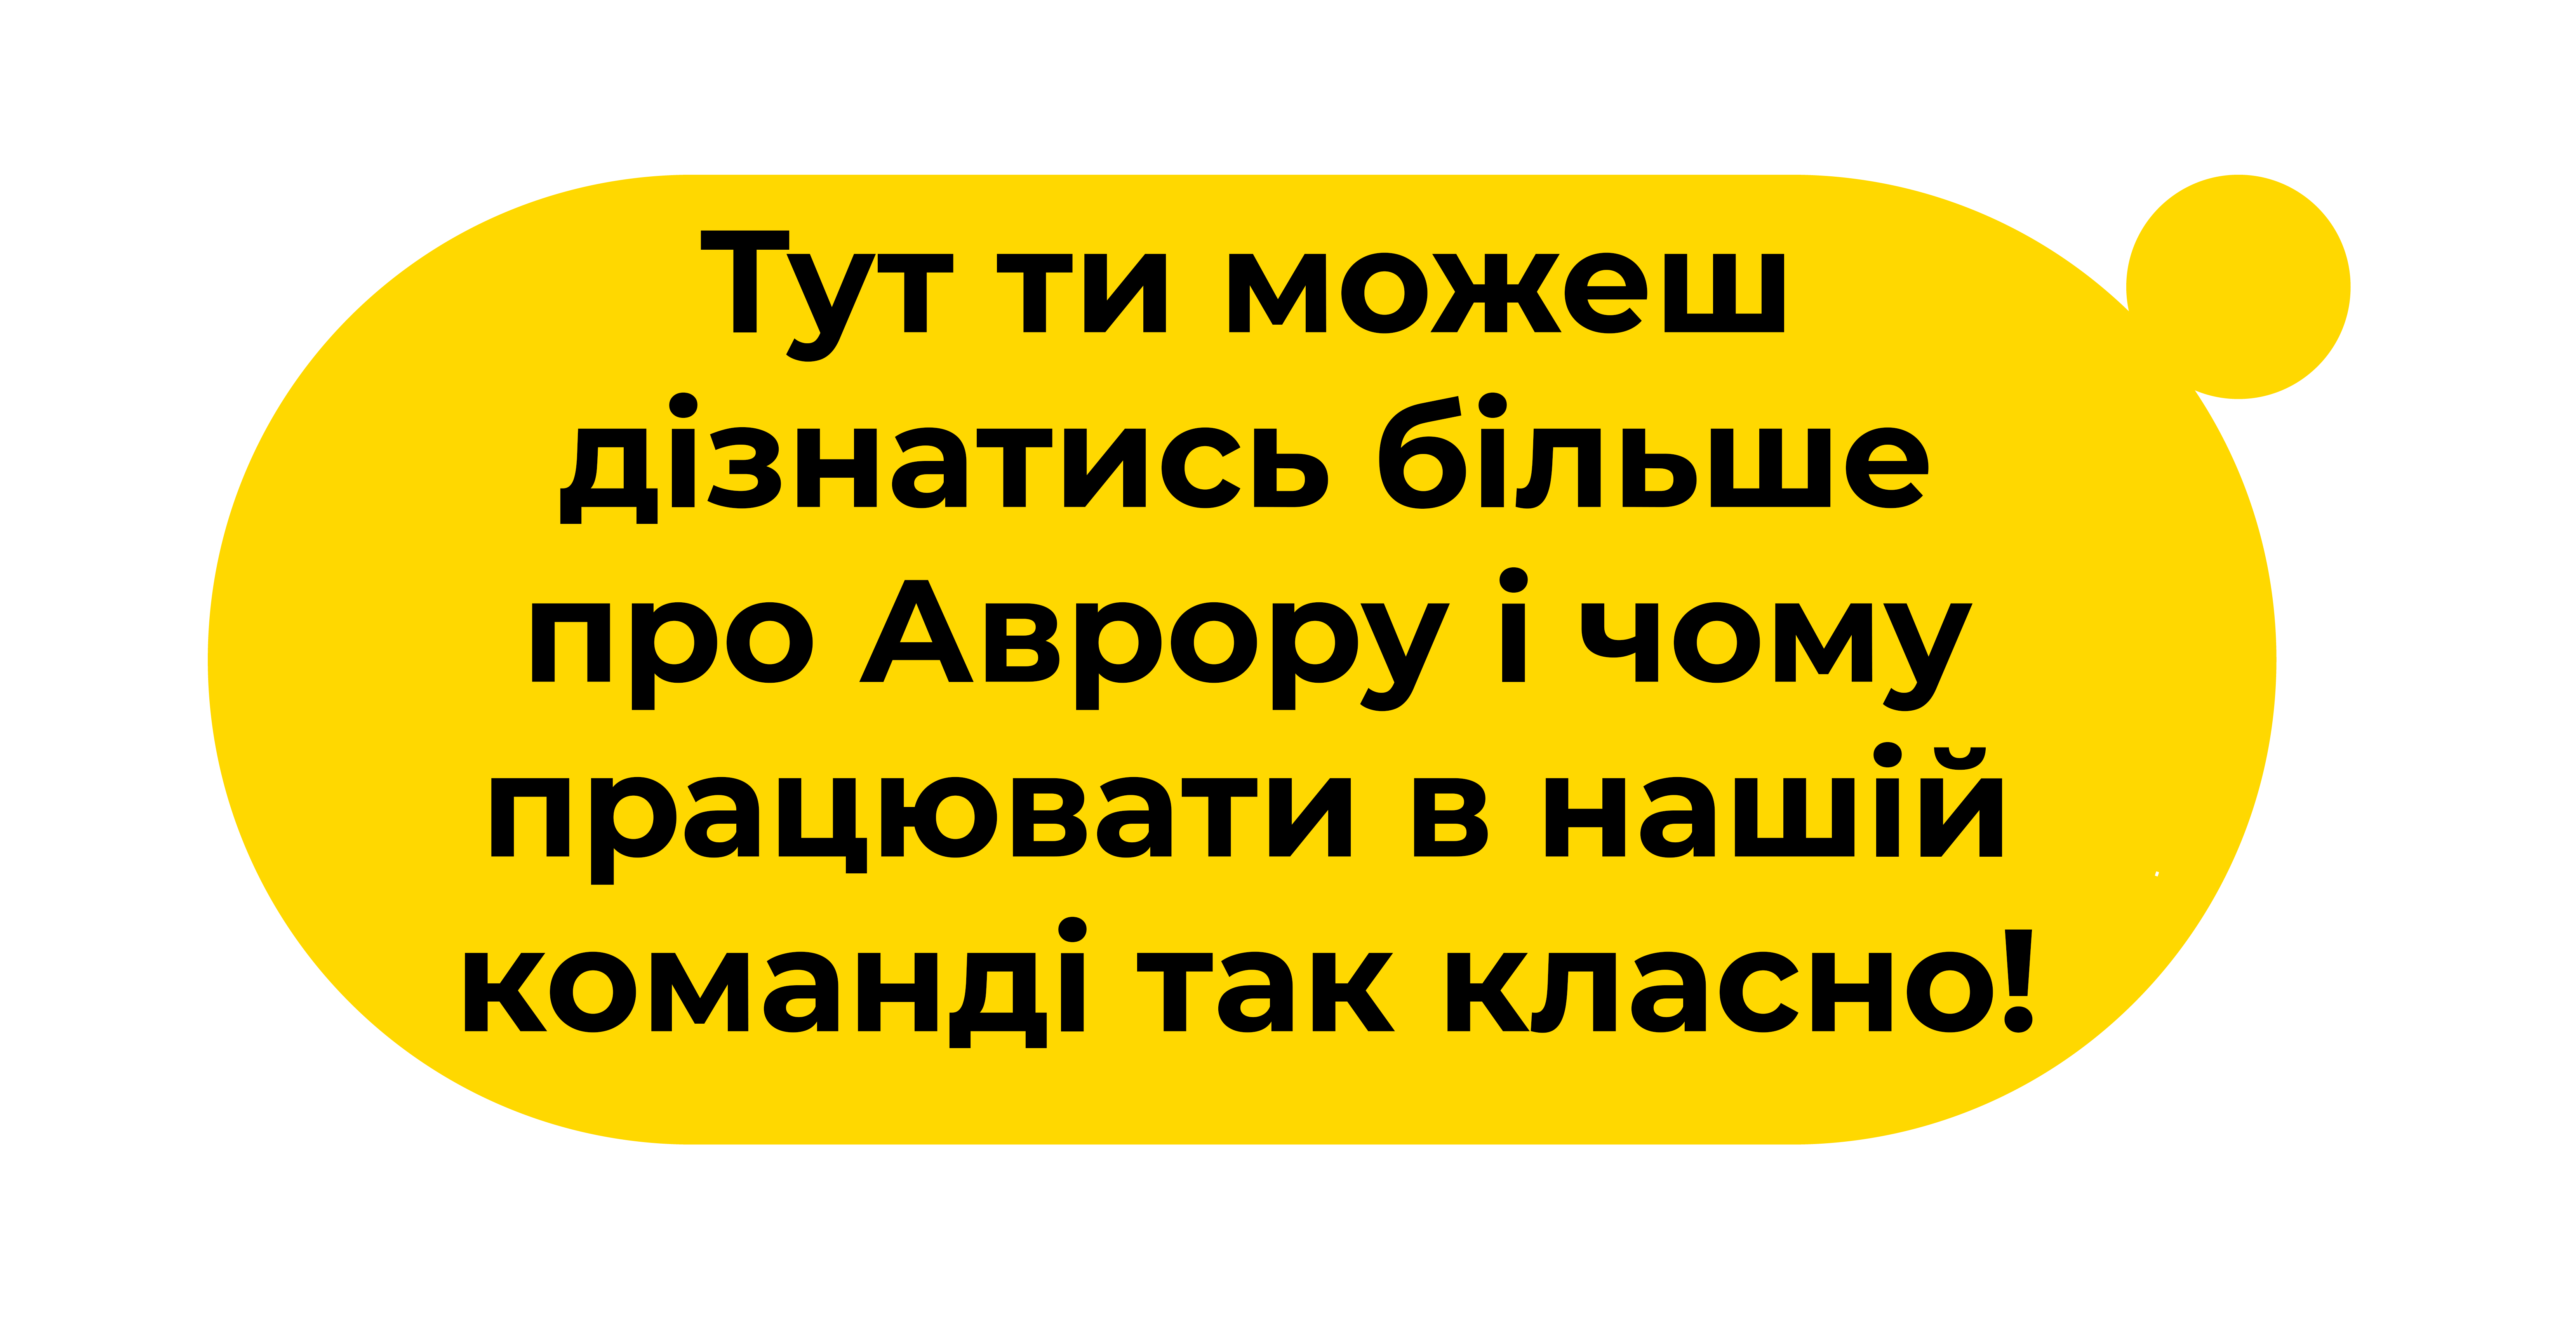 Тут ти можеш
дізнатись більше
про Аврору і чому
працювати в нашій
команді так класно!